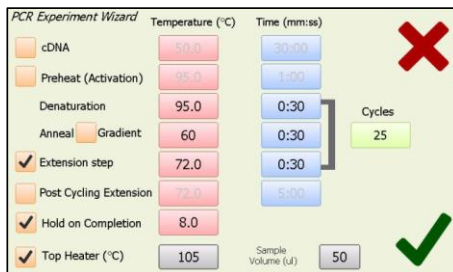 PCR Experiment Wizard Temperature (°C) Time (mm:ss)
cDNA 50.0 30:00
Preheat (Activation) 95.0 1:00
Denaturation 95.0 0:30 Cycles
Anneal Gradient 60 0:30 25
Extension step 72.0 0:30
Post Cycling Extension 72.0 5:00
Hold on Completion 8.0
Top Heater (°C) 105 Sample Volume (ul) 50